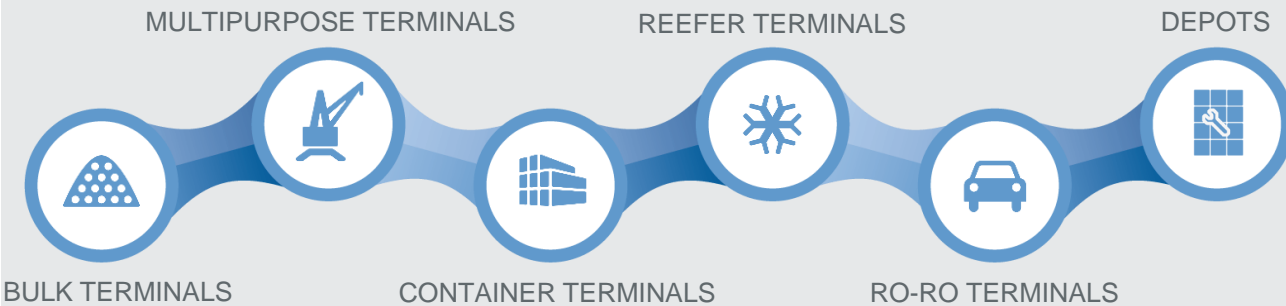 MULTIPURPOSE TERMINALS
REEFER TERMINALS
DEPOTS
BULK TERMINALS
CONTAINER TERMINALS
RO-RO TERMINALS